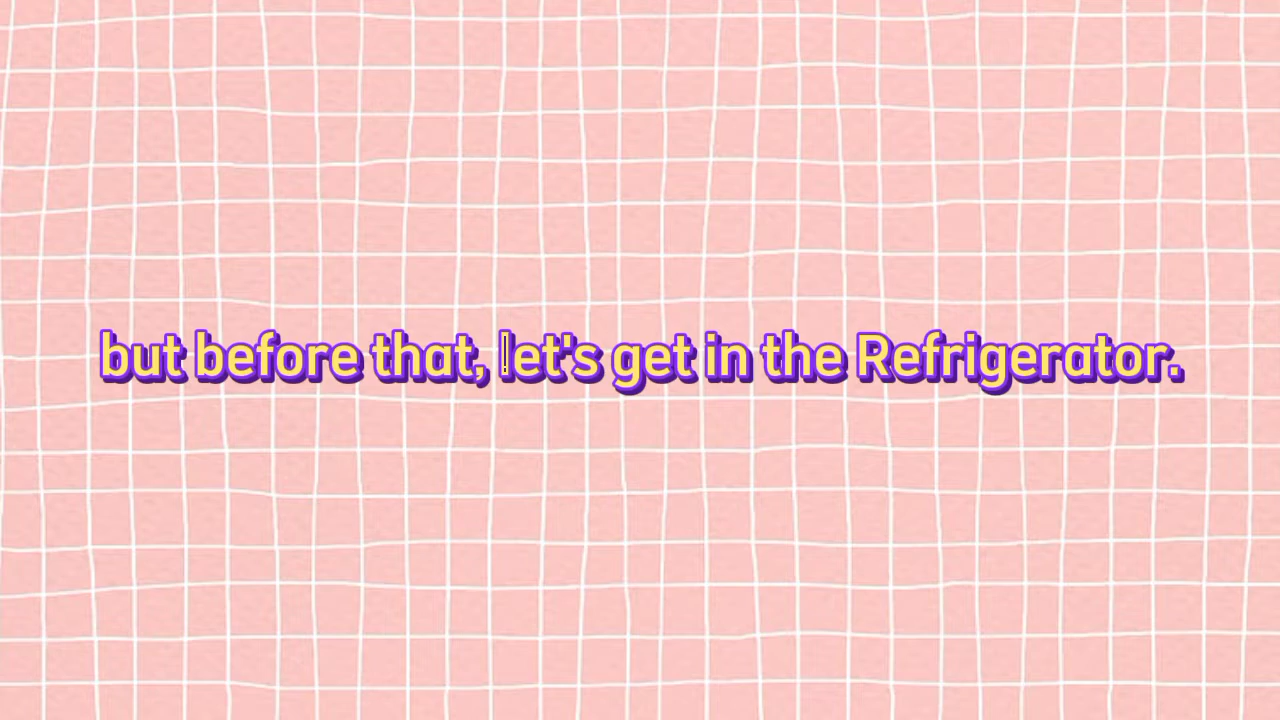 but before that, let's get in the Refrigerator.